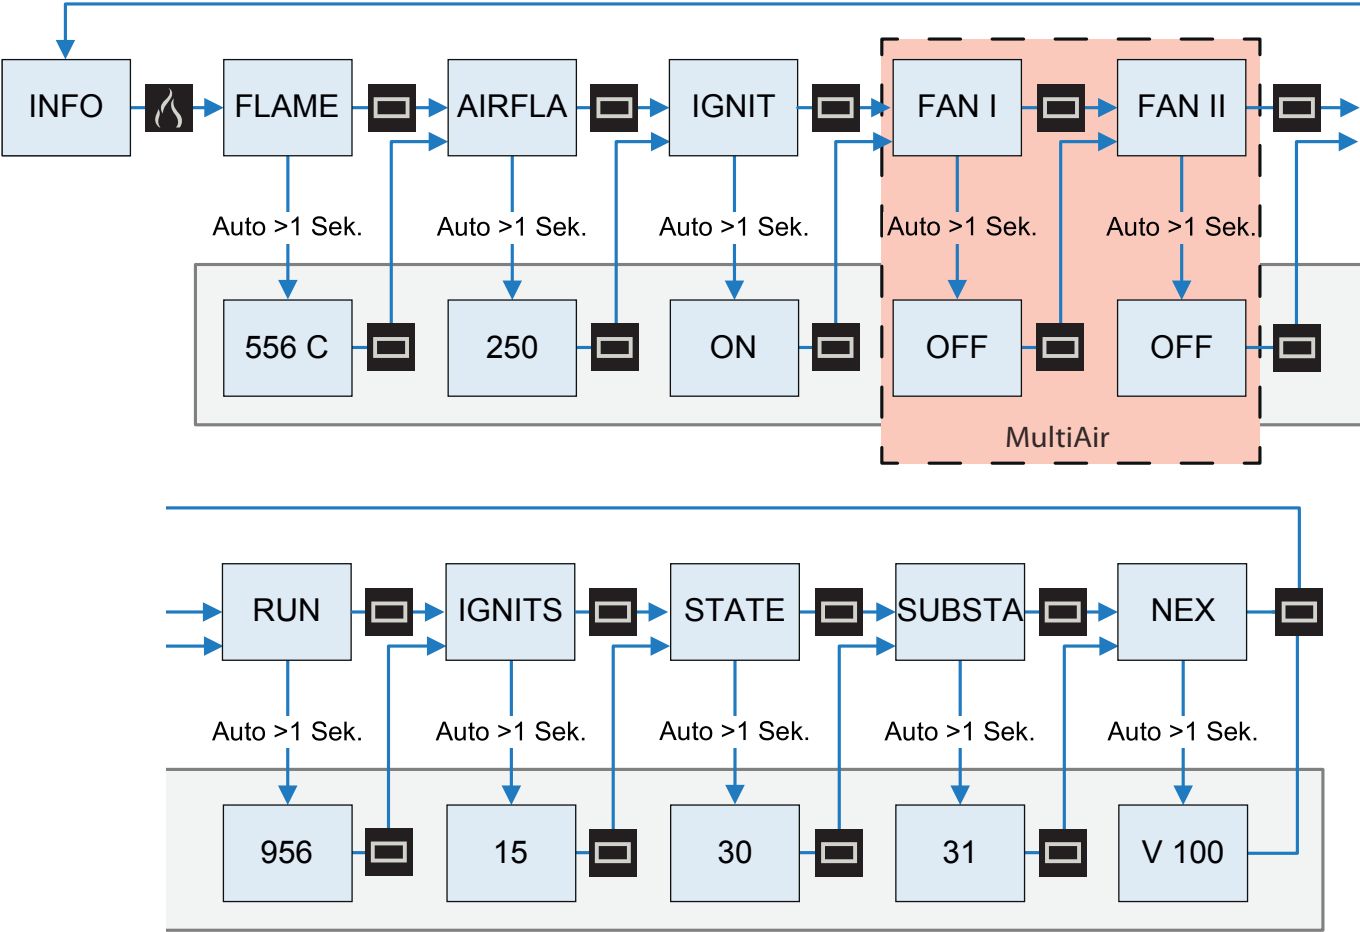 INFO
FLAME
AIRFLA
IGNIT
FAN I
FAN II
Auto >1 Sek.
Auto >1 Sek.
Auto >1 Sek.
Auto >1 Sek.
Auto >1 Sek.
556 C
250
ON
OFF
OFF
MultiAir
RUN
IGNITS
STATE
SUBSTA
NEX
Auto >1 Sek.
Auto >1 Sek.
Auto >1 Sek.
Auto >1 Sek.
Auto >1 Sek.
956
15
30
31
V 100